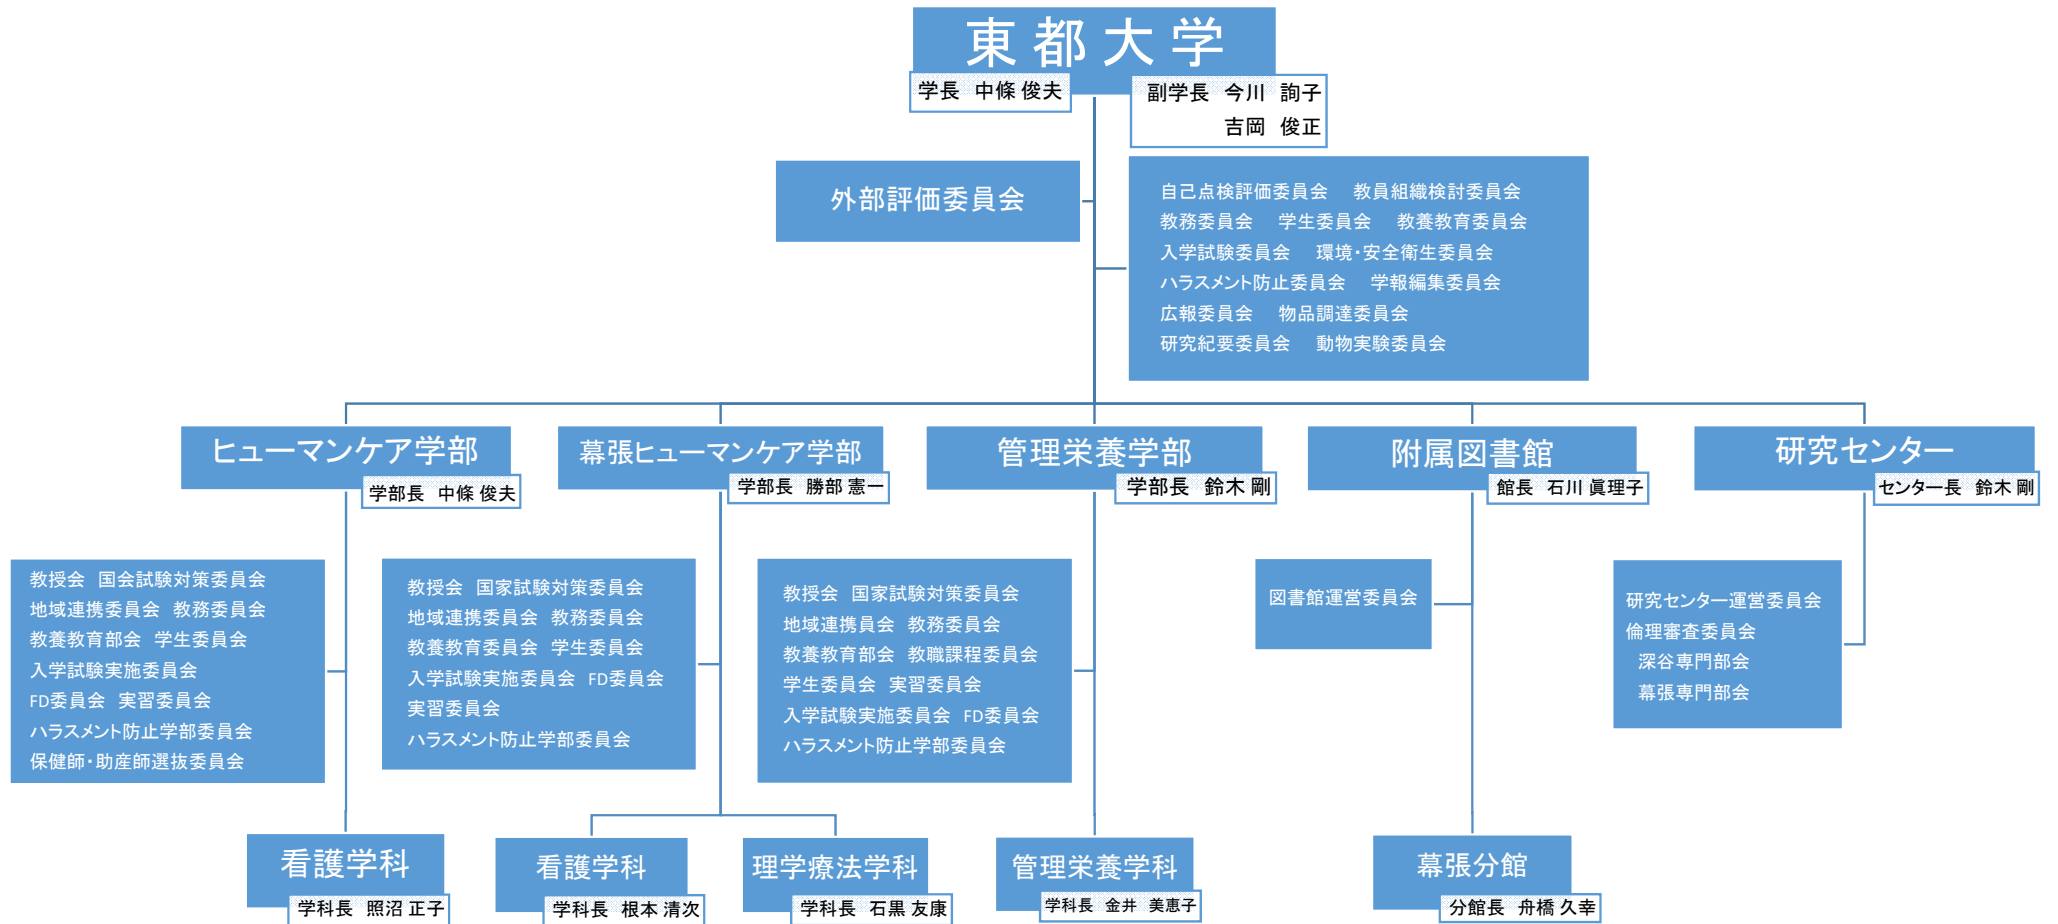 東都大学
学長 中條 俊夫
副学長 今川 詢子
吉岡 俊正
外部評価委員会
自己点検評価委員会 教員組織検討委員会
教務委員会 学生委員会 教養教育委員会
入学試験委員会 環境・安全衛生委員会
ハラスメント防止委員会 学報編集委員会
広報委員会 物品調達委員会
研究紀要委員会 動物実験委員会
ヒューマンケア学部
学部長 中條 俊夫
幕張ヒューマンケア学部
学部長 勝部 憲一
管理栄養学部
学部長 鈴木 剛
附属図書館
館長 石川 眞理子
研究センター
センター長 鈴木 剛
教授会 国会試験対策委員会
地域連携委員会 教務委員会
教養教育部会 学生委員会
入学試験実施委員会
FD委員会 実習委員会
ハラスメント防止学部委員会
保健師・助産師選抜委員会
教授会 国家試験対策委員会
地域連携委員会 教務委員会
教養教育委員会 学生委員会
入学試験実施委員会 FD委員会
実習委員会
ハラスメント防止学部委員会
教授会 国家試験対策委員会
地域連携員会 教務委員会
教養教育部会 教職課程委員会
学生委員会 実習委員会
入学試験実施委員会 FD委員会
ハラスメント防止学部委員会
図書館運営委員会
研究センター運営委員会
倫理審査委員会
深谷専門部会
幕張専門部会
看護学科
学科長 照沼 正子
看護学科
学科長 根本 清次
理学療法学科
学科長 石黒 友康
管理栄養学科
学科長 金井 美恵子
幕張分館
分館長 舟橋 久幸